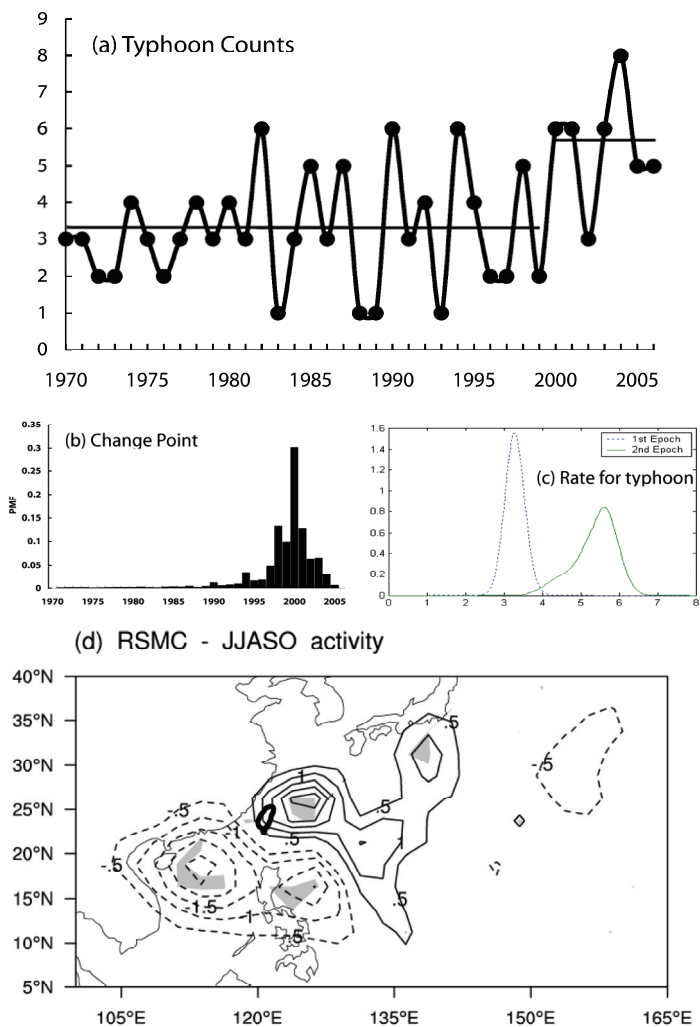 (a) Typhoon Counts
9
8
7
6
5
4
3
2
1
0
1970 1975 1980 1985 1990 1995 2000 2005
(b) Change Point
PMF
0.35
0.3
0.25
0.2
0.15
0.1
0.05
0
1970 1975 1980 1985 1990 1995 2000 2005
1st Epoch
2nd Epoch
(c) Rate for typhoon
1.6
1.4
1.2
1
0.8
0.6
0.4
0.2
0
0 1 2 3 4 5 6 7 8
(d) RSMC - JJASO activity
40°N
35°N
30°N
25°N
20°N
15°N
10°N
5°N
.5
1
-.5
.5
-.5
-1
.5
-.5
1
-1.5
.5
-1
-.5
105°E 120°E 135°E 150°E 165°E